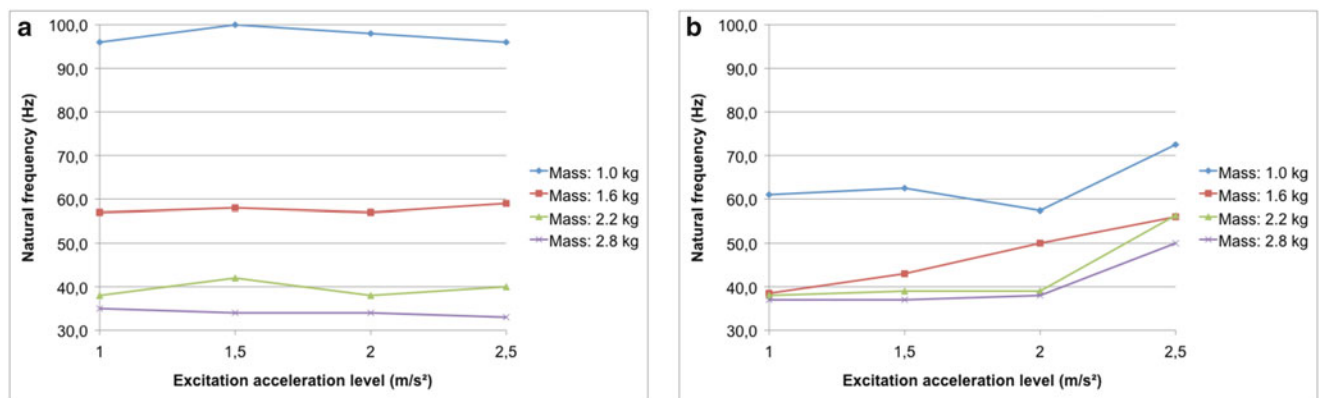 a
100,0
90,0
80,0
70,0
60,0
50,0
40,0
30,0
Natural frequency (Hz)
1 1,5 2 2,5
Excitation acceleration level (m/s²)
Mass: 1.0 kg
Mass: 1.6 kg
Mass: 2.2 kg
Mass: 2.8 kg
b
100,0
90,0
80,0
70,0
60,0
50,0
40,0
30,0
Natural frequency (Hz)
1 1,5 2 2,5
Excitation acceleration level (m/s²)
Mass: 1.0 kg
Mass: 1.6 kg
Mass: 2.2 kg
Mass: 2.8 kg